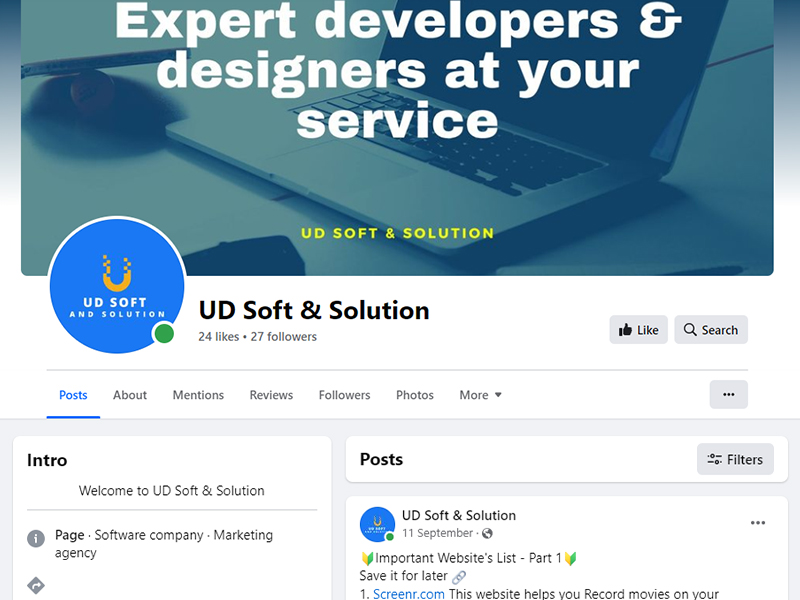 Expert developers &
designers at your
service
UD SOFT & SOLUTION
UD SOFT
AND SOLUTION
UD Soft & Solution
24 likes • 27 followers
Like
Search
Posts About Mentions Reviews Followers Photos More
Intro
Welcome to UD Soft & Solution
Page · Software company · Marketing
agency
Posts
Filters
UD Soft & Solution
11 September ·
🔰Important Website's List - Part 1🔰
Save it for later 🔗
1. Screenr.com This website helps you Record movies on your